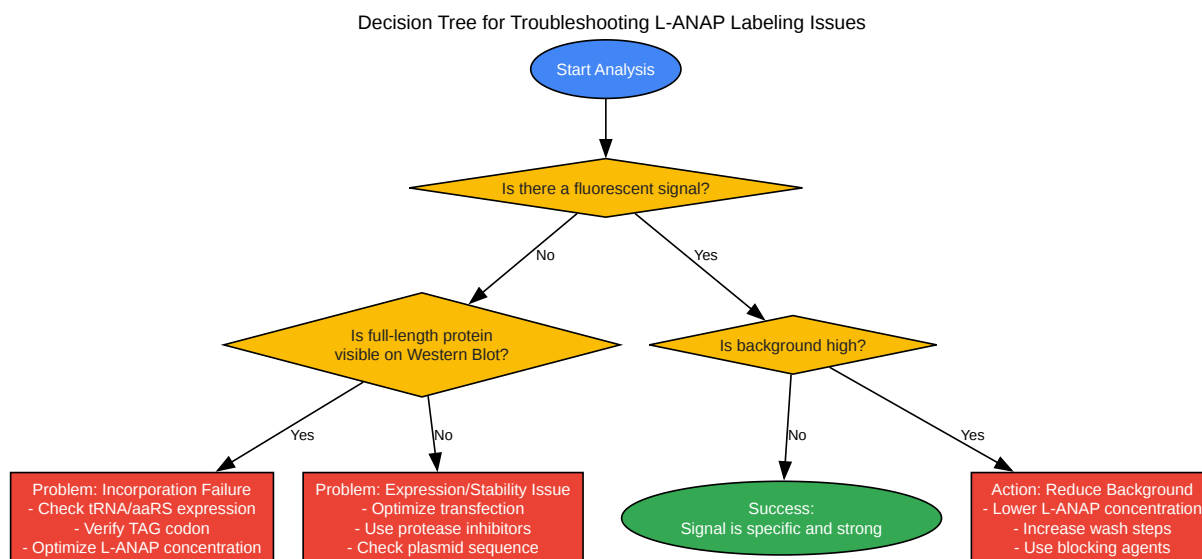 Decision Tree for Troubleshooting L-ANAP Labeling Issues
Start Analysis
Is there a fluorescent signal?
No
Yes
Is full-length protein
visible on Western Blot?
Is background high?
Yes
No
No
Yes
Problem: Incorporation Failure
- Check tRNA/aaRS expression
- Verify TAG codon
- Optimize L-ANAP concentration
Problem: Expression/Stability Issue
- Optimize transfection
- Use protease inhibitors
- Check plasmid sequence
Success:
Signal is specific and strong
Action: Reduce Background
- Lower L-ANAP concentration
- Increase wash steps
- Use blocking agents